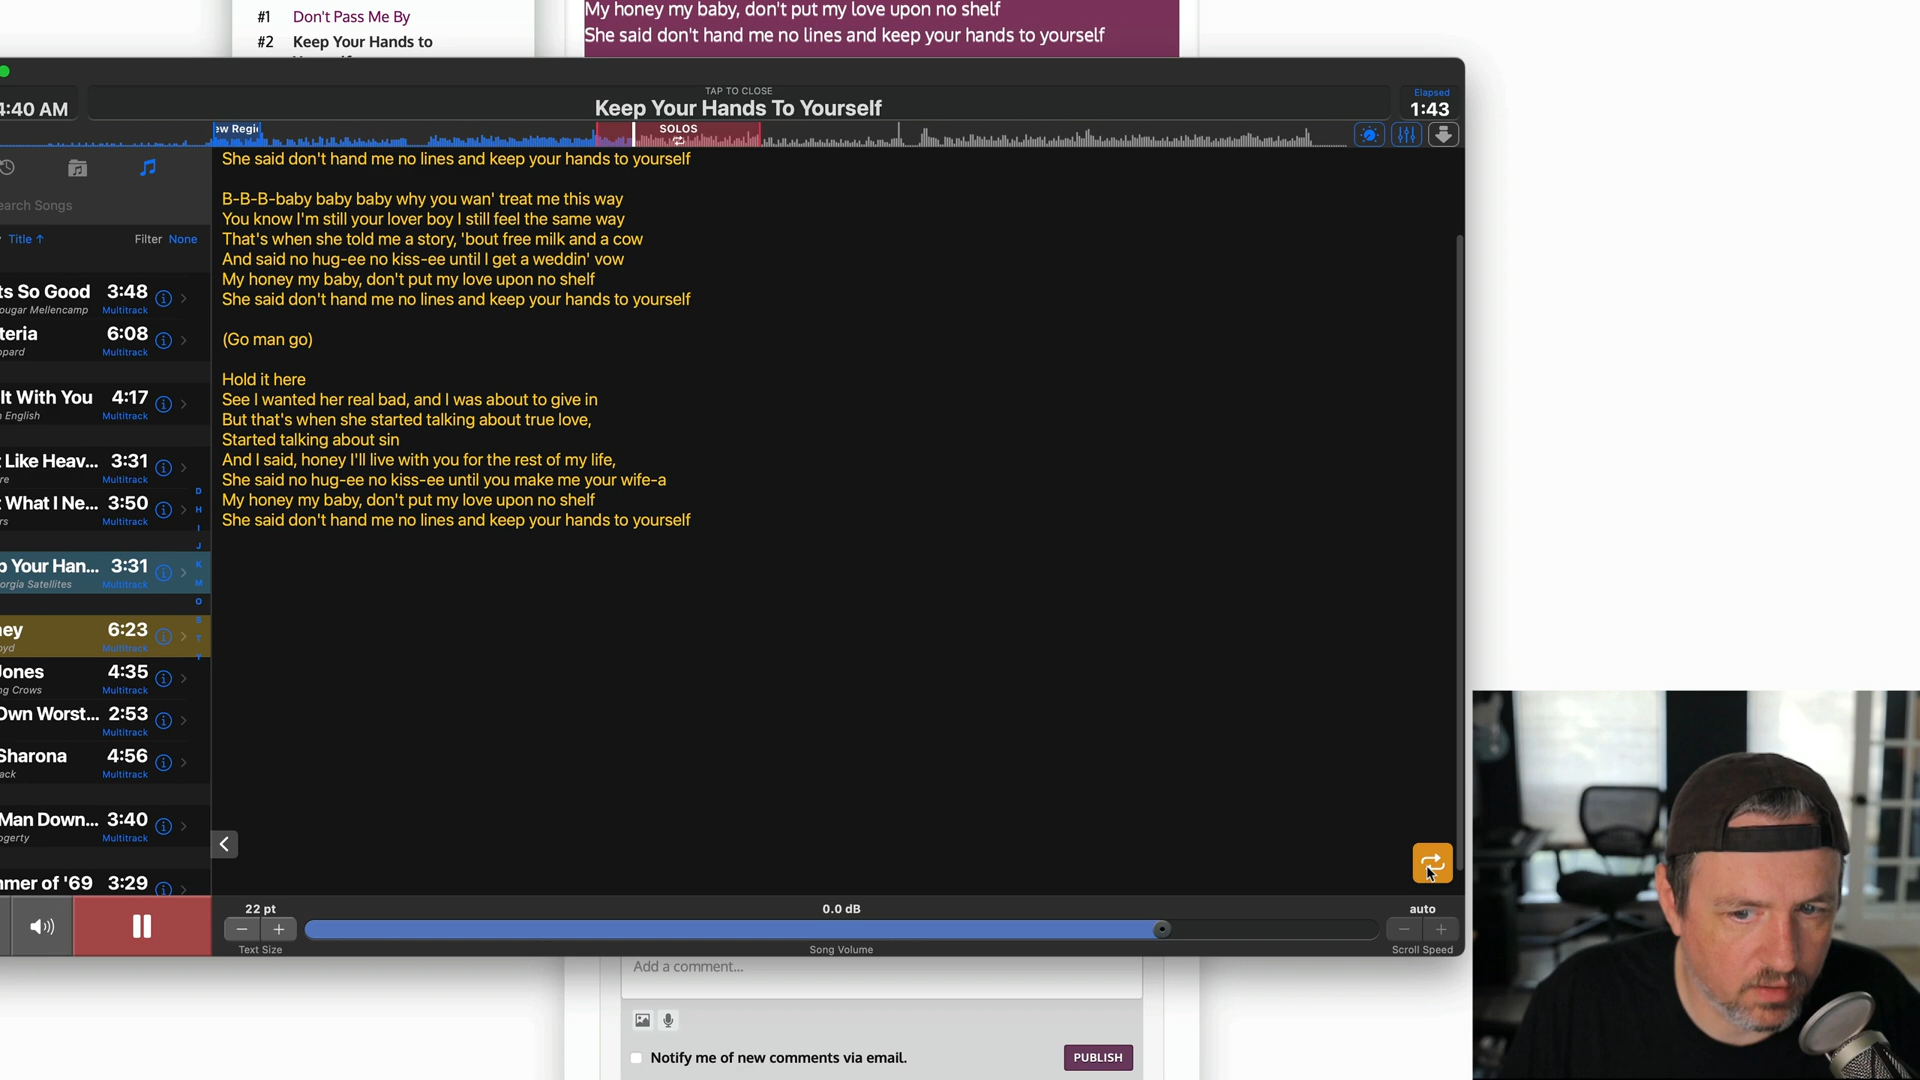 #1 Don't Pass Me By
#2 Keep Your Hands to
My honey my baby, don't put my love upon no shelf
She said don't hand me no lines and keep your hands to yourself
4:40 AM
TAP TO CLOSE
Keep Your Hands To Yourself
Elapsed
1:43
ew Regi
SOLOS
earch Songs
Title ↑
Filter None
ts So Good 3:48
ougar Mellencamp Multitrack
teria 6:08
ppard Multitrack
It With You 4:17
n English Multitrack
Like Heav... 3:31
re Multitrack
What I Ne... 3:50
rs Multitrack
p Your Han... 3:31
orgia Satellites Multitrack
ney 6:23
oyd Multitrack
Jones 4:35
ng Crows Multitrack
Own Worst... 2:53
Multitrack
Sharona 4:56
ack Multitrack
Man Down... 3:40
ogerty Multitrack
mmer of '69 3:29
D
H
I
J
K
M
O
S
T
Y
She said don't hand me no lines and keep your hands to yourself
B-B-B-baby baby baby why you wan' treat me this way
You know I'm still your lover boy I still feel the same way
That's when she told me a story, 'bout free milk and a cow
And said no hug-ee no kiss-ee until I get a weddin' vow
My honey my baby, don't put my love upon no shelf
She said don't hand me no lines and keep your hands to yourself
(Go man go)
Hold it here
See I wanted her real bad, and I was about to give in
But that's when she started talking about true love,
Started talking about sin
And I said, honey I'll live with you for the rest of my life,
She said no hug-ee no kiss-ee until you make me your wife-a
My honey my baby, don't put my love upon no shelf
She said don't hand me no lines and keep your hands to yourself
22 pt
− +
Text Size
0.0 dB
Song Volume
auto
− +
Scroll Speed
Add a comment...
Notify me of new comments via email.
PUBLISH